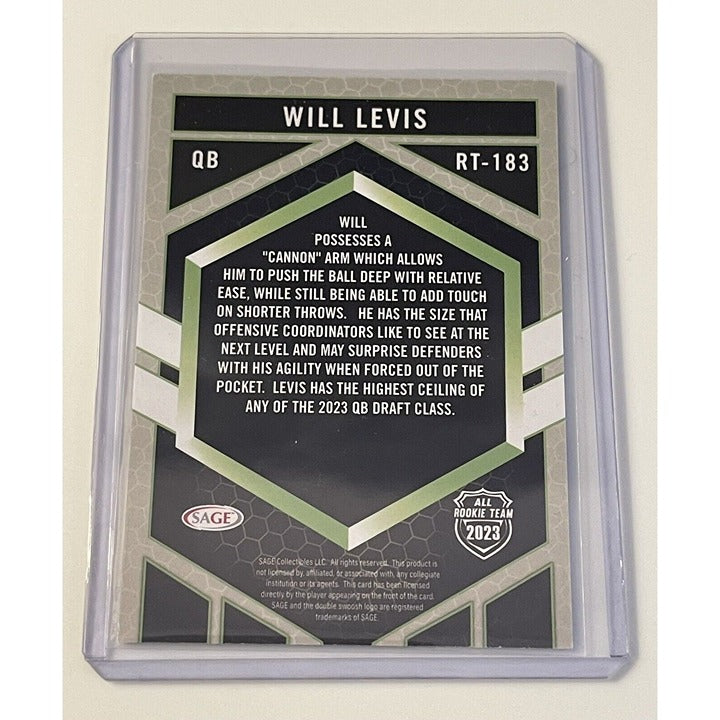 WILL LEVIS
QB
RT-183
WILL
POSSESSES A
"CANNON" ARM WHICH ALLOWS
HIM TO PUSH THE BALL DEEP WITH RELATIVE
EASE, WHILE STILL BEING ABLE TO ADD TOUCH
ON SHORTER THROWS. HE HAS THE SIZE THAT
OFFENSIVE COORDINATORS LIKE TO SEE AT THE
NEXT LEVEL AND MAY SURPRISE DEFENDERS
WITH HIS AGILITY WHEN FORCED OUT OF THE
POCKET. LEVIS HAS THE HIGHEST CEILING OF
ANY OF THE 2023 QB DRAFT CLASS.
SAGE
ALL
ROOKIE TEAM
2023
SAGE Collectibles LLC. All rights reserved. This product is
not licensed by, affiliated, or associated with, any collegiate
institution or its agents. This card has been licensed
directly by the player appearing on the front of the card.
SAGE and the double swoosh logo are registered
trademarks of SAGE.